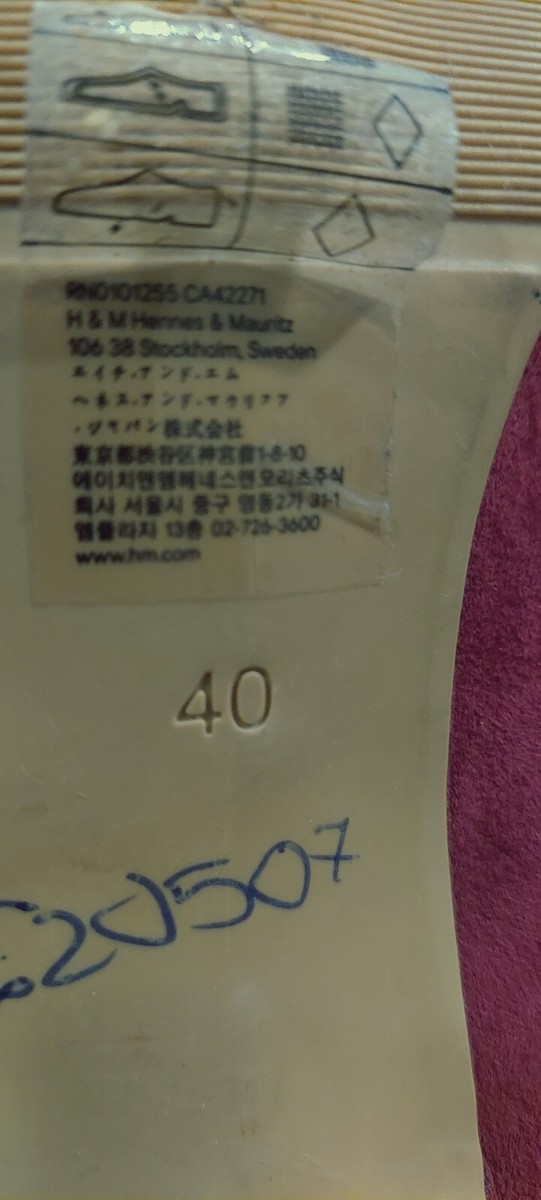 RN0101255 CA42271
H & M Hennes & Mauritz
106 38 Stockholm, Sweden
エイチ・アンド・エム
ヘネス・アンド・マウリッツ
・ジャパン株式会社
東京都渋谷区神宮前1-8-10
에이치앤엠헤네스앤모리츠주식
회사 서울시 중구 명동2가 31-1
엠플라자 13층 02-726-3600
www.hm.com
40
20507